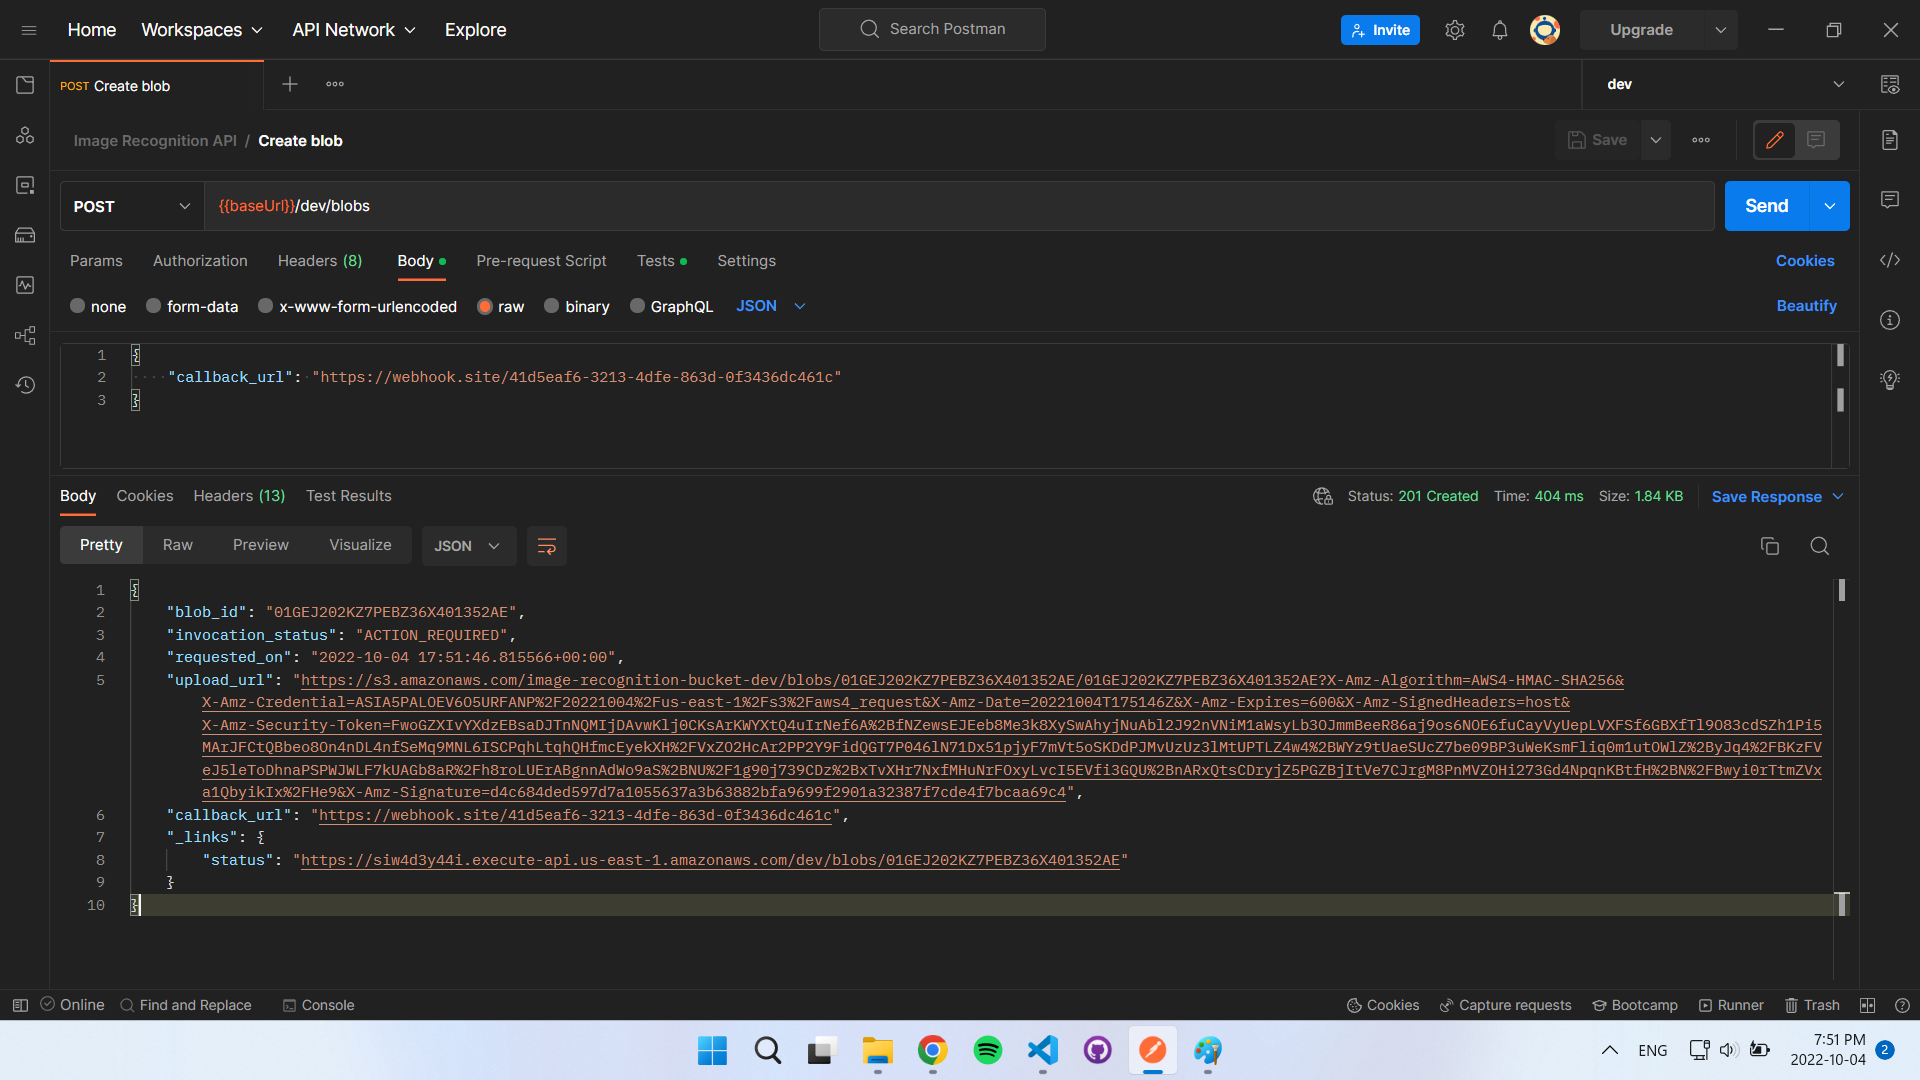 Home Workspaces API Network Explore Search Postman Invite Upgrade
POST Create blob dev
Image Recognition API / Create blob Save
POST {{baseUrl}}/dev/blobs Send
Params Authorization Headers (8) Body Pre-request Script Tests Settings Cookies
none form-data x-www-form-urlencoded raw binary GraphQL JSON Beautify
1 {
2 "callback_url": "https://webhook.site/41d5eaf6-3213-4dfe-863d-0f3436dc461c"
3 }
Body Cookies Headers (13) Test Results Status: 201 Created Time: 404 ms Size: 1.84 KB Save Response
Pretty Raw Preview Visualize JSON
1 {
2 "blob_id": "01GEJ202KZ7PEBZ36X401352AE",
3 "invocation_status": "ACTION_REQUIRED",
4 "requested_on": "2022-10-04 17:51:46.815566+00:00",
5 "upload_url": "https://s3.amazonaws.com/image-recognition-bucket-dev/blobs/01GEJ202KZ7PEBZ36X401352AE/01GEJ202KZ7PEBZ36X401352AE?X-Amz-Algorithm=AWS4-HMAC-SHA256&
X-Amz-Credential=ASIA5PALOEV6O5URFANP%2F20221004%2Fus-east-1%2Fs3%2Faws4_request&X-Amz-Date=20221004T175146Z&X-Amz-Expires=600&X-Amz-SignedHeaders=host&
X-Amz-Security-Token=FwoGZXIvYXdzEBsaDJTnNQMIjDAvwKlj0CKsArKWYXtQ4uIrNef6A%2BfNZewsEJEeb8Me3k8XySwAhyjNuAbl2J92nVNiM1aWsyLb3OJmmBeeR86aj9os6NOE6fuCayVyUepLVXFSf6GBXfTl9O83cdSZh1Pi5
MArJFCtQBbeo8On4nDL4nfSeMq9MNL6ISCPqhLtqhQHfmcEyekXH%2FVxZO2HcAr2PP2Y9FidQGT7P046lN71Dx51pjyF7mVt5oSKDdPJMvUzUz3lMtUPTLZ4w4%2BWYz9tUaeSUcZ7be09BP3uWeKsmFliq0m1utOWlZ%2ByJq4%2FBKzFV
eJ5leToDhnaPSPWJWLF7kUAGb8aR%2Fh8roLUErABgnnAdWo9aS%2BNU%2F1g90j739CDz%2BxTvXHr7NxfMHuNrFOxyLvcI5EVfi3GQU%2BnARxQtsCDryjZ5PGZBjItVe7CJrgM8PnMVZOHi273Gd4NpqnKBtfH%2BN%2FBwyi0rTtmZVx
a1QbyikIx%2FHe9&X-Amz-Signature=d4c684ded597d7a1055637a3b63882bfa9699f2901a32387f7cde4f7bcaa69c4",
6 "callback_url": "https://webhook.site/41d5eaf6-3213-4dfe-863d-0f3436dc461c",
7 "_links": {
8 "status": "https://siw4d3y44i.execute-api.us-east-1.amazonaws.com/dev/blobs/01GEJ202KZ7PEBZ36X401352AE"
9 }
10 }
Online Find and Replace Console Cookies Capture requests Bootcamp Runner Trash
ENG 7:51 PM 2
2022-10-04